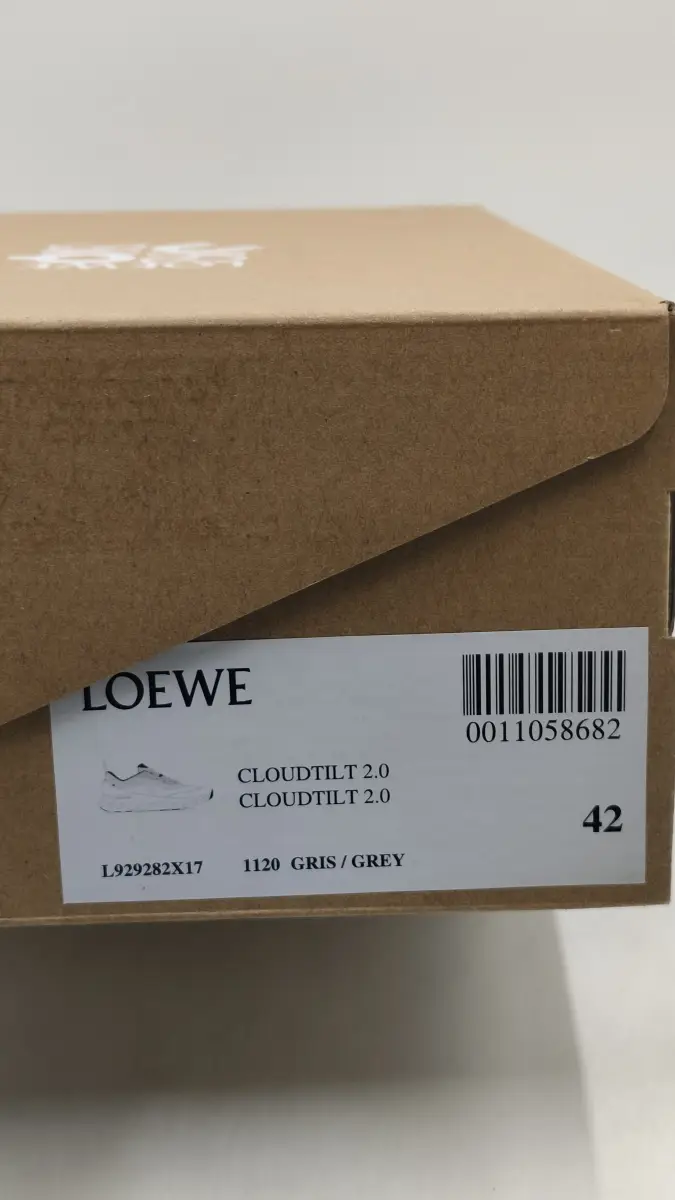 LOEWE
0011058682
CLOUDTILT 2.0
CLOUDTILT 2.0
42
L929282X17 1120 GRIS / GREY